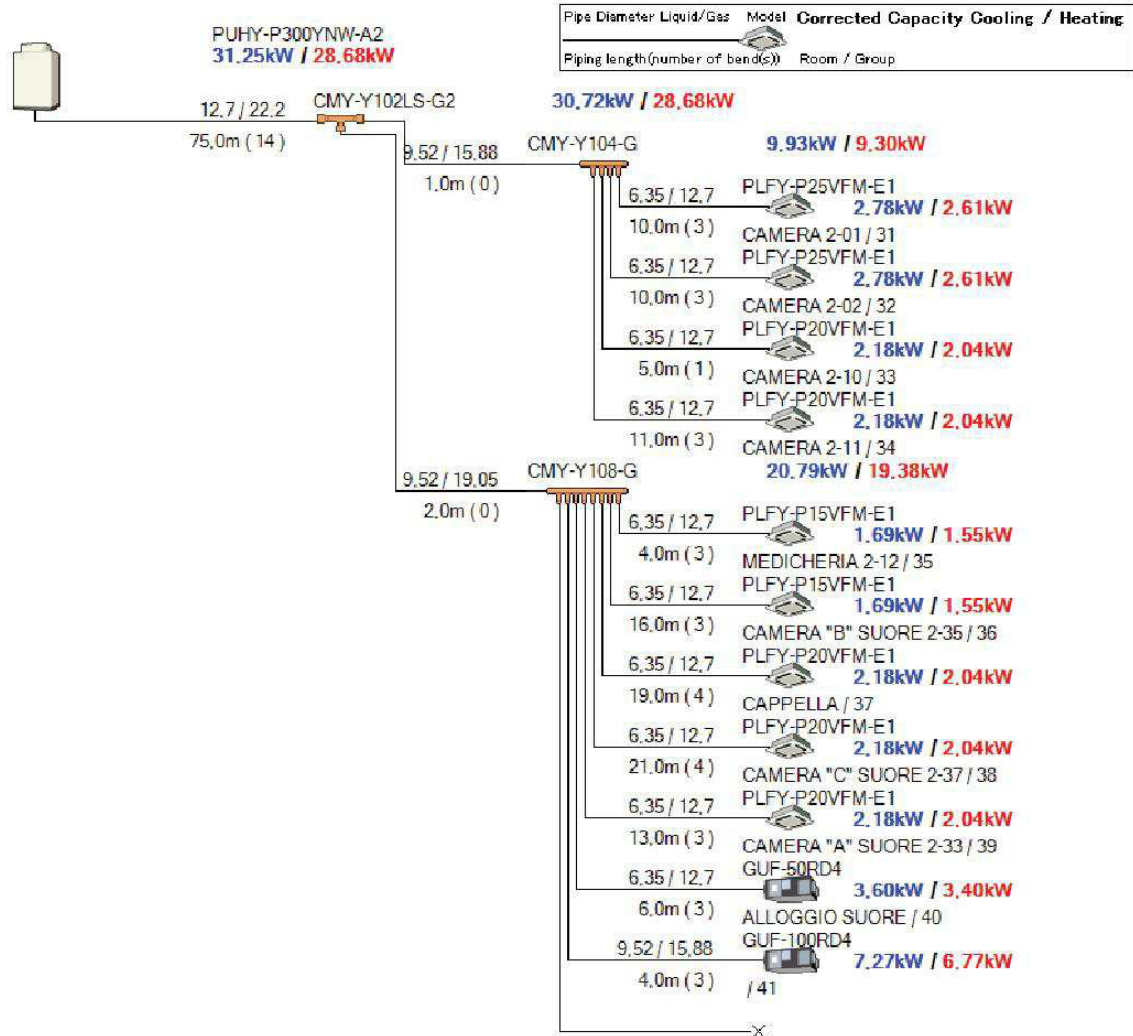 Pipe Diameter Liquid/Gas Model Corrected Capacity Cooling / Heating
Piping length(number of bend(s)) Room / Group
PUHY-P300YNW-A2
31,25kW / 28,68kW
12,7 / 22,2 CMY-Y102LS-G2 30,72kW / 28,68kW
75,0m ( 14 )
9,52 / 15,88 CMY-Y104-G 9,93kW / 9,30kW
1,0m ( 0 )
6,35 / 12,7 PLFY-P25VFM-E1
2,78kW / 2,61kW
10,0m ( 3 ) CAMERA 2-01 / 31
6,35 / 12,7 PLFY-P25VFM-E1
2,78kW / 2,61kW
10,0m ( 3 ) CAMERA 2-02 / 32
6,35 / 12,7 PLFY-P20VFM-E1
2,18kW / 2,04kW
5,0m ( 1 ) CAMERA 2-10 / 33
6,35 / 12,7 PLFY-P20VFM-E1
2,18kW / 2,04kW
11,0m ( 3 ) CAMERA 2-11 / 34
9,52 / 19,05 CMY-Y108-G 20,79kW / 19,38kW
2,0m ( 0 )
6,35 / 12,7 PLFY-P15VFM-E1
1,69kW / 1,55kW
4,0m ( 3 ) MEDICHERIA 2-12 / 35
6,35 / 12,7 PLFY-P15VFM-E1
1,69kW / 1,55kW
16,0m ( 3 ) CAMERA "B" SUORE 2-35 / 36
6,35 / 12,7 PLFY-P20VFM-E1
2,18kW / 2,04kW
19,0m ( 4 ) CAPPELLA / 37
6,35 / 12,7 PLFY-P20VFM-E1
2,18kW / 2,04kW
21,0m ( 4 ) CAMERA "C" SUORE 2-37 / 38
6,35 / 12,7 PLFY-P20VFM-E1
2,18kW / 2,04kW
13,0m ( 3 ) CAMERA "A" SUORE 2-33 / 39
6,35 / 12,7 GUF-50RD4
3,60kW / 3,40kW
6,0m ( 3 ) ALLOGGIO SUORE / 40
9,52 / 15,88 GUF-100RD4
7,27kW / 6,77kW
4,0m ( 3 ) / 41